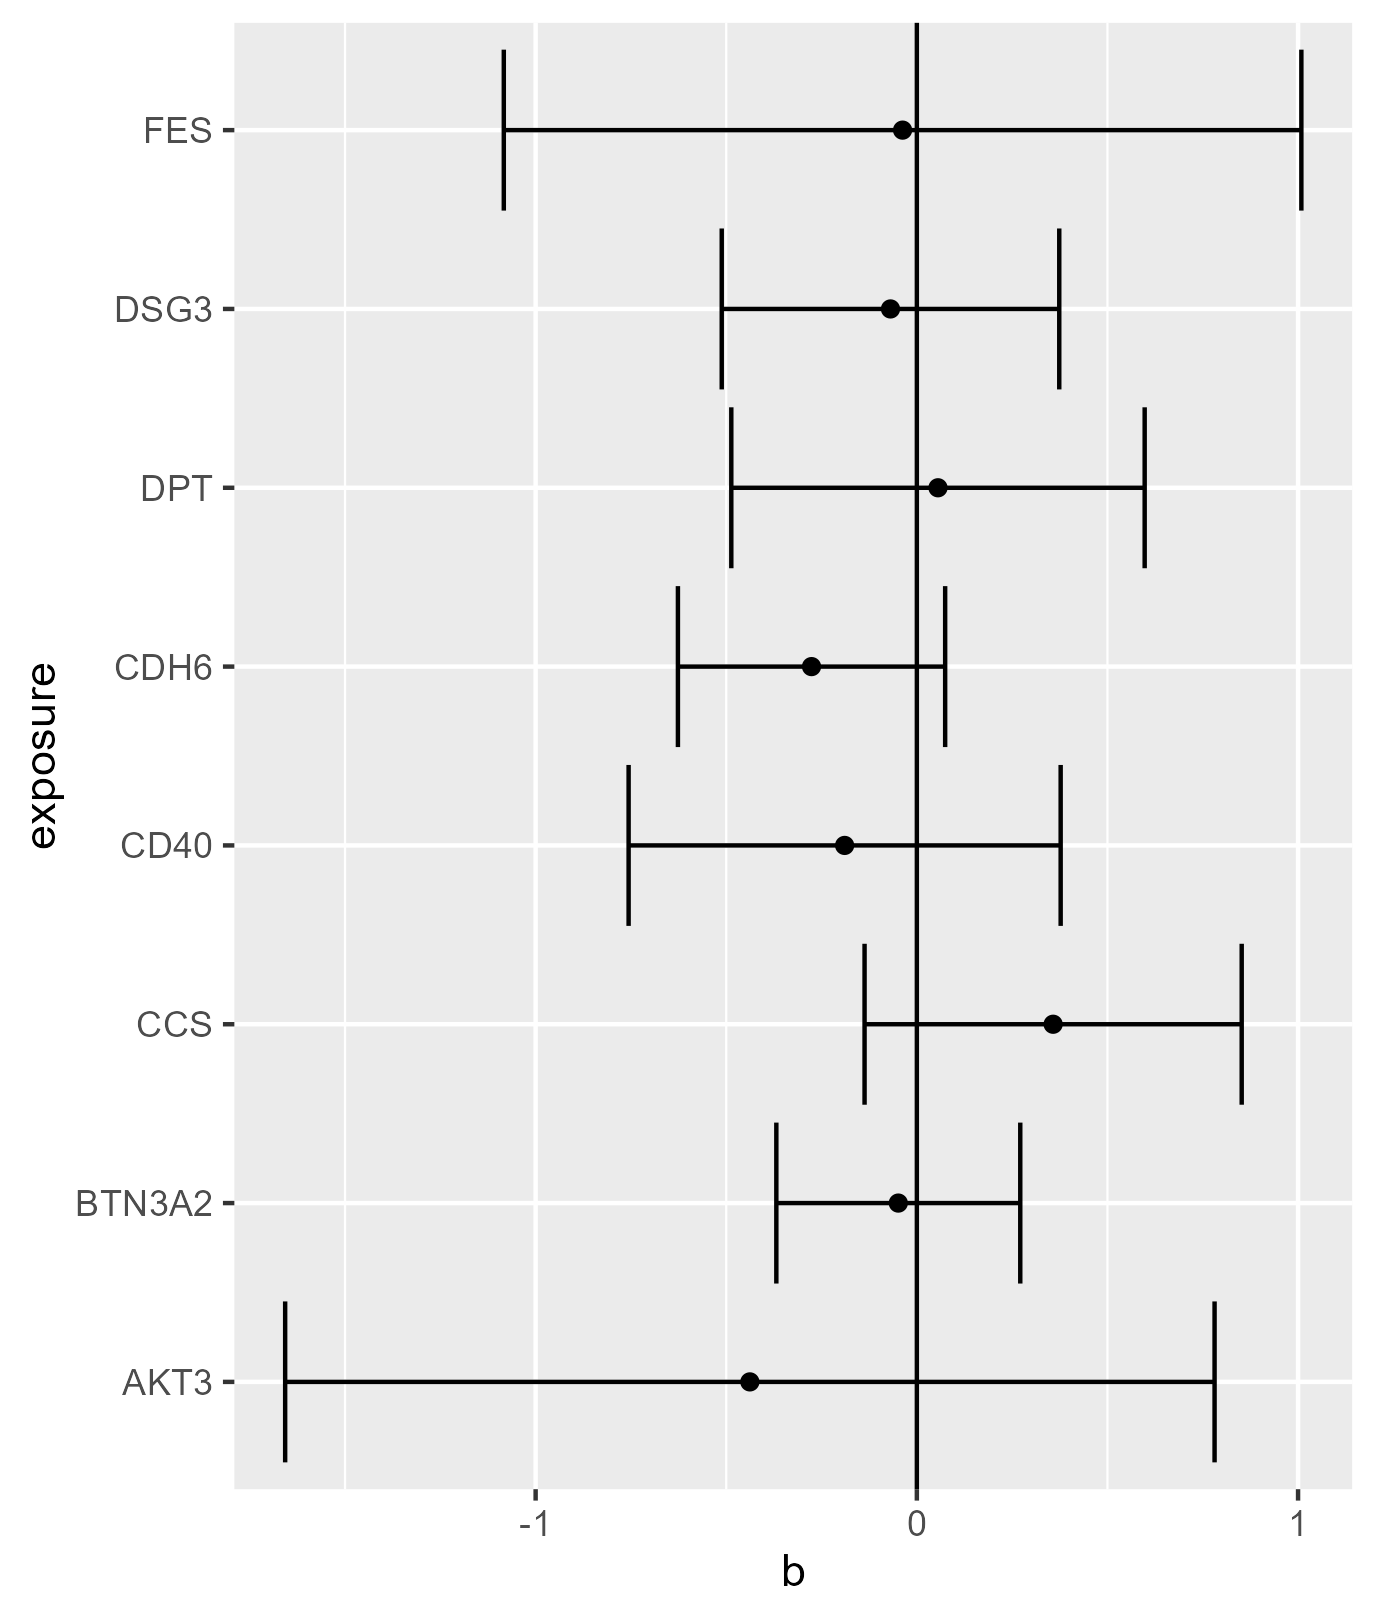 FES
DSG3
DPT
CDH6
CD40
CCS
BTN3A2
AKT3
exposure
-1 0 1
b